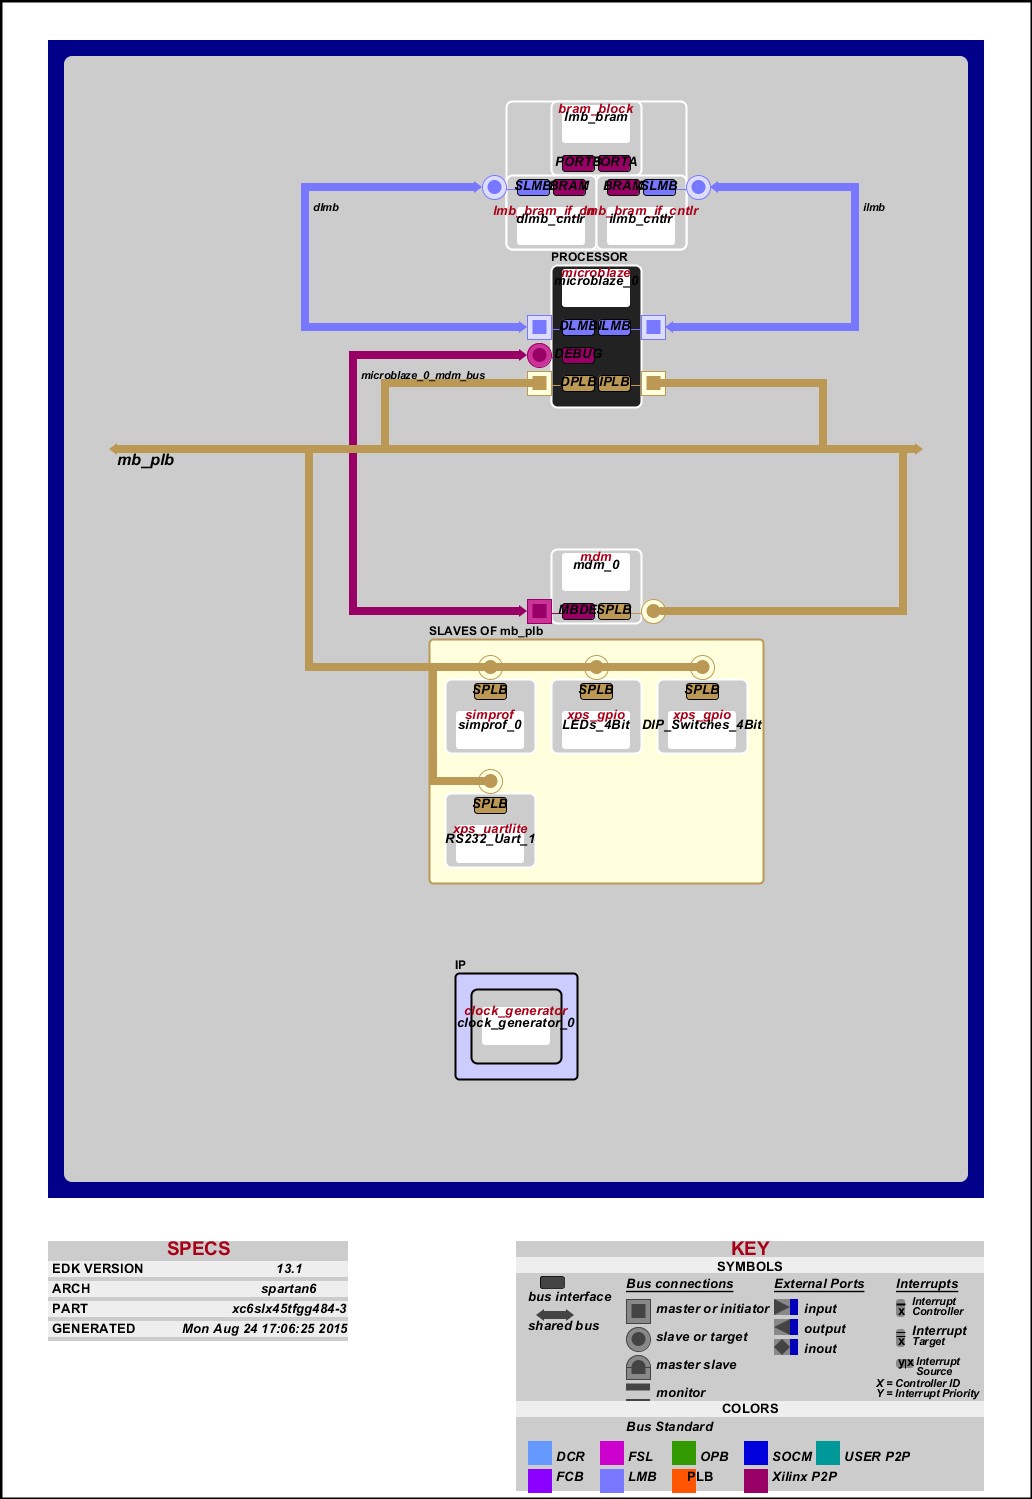 bram_block
lmb_bram
PORTB PORTA
SLMB BRAM BRAM SLMB
lmb_bram_if_cntlr lmb_bram_if_cntlr
dlmb ilmb
dlmb_cntlr ilmb_cntlr
PROCESSOR
microblaze
microblaze_0
DLMB ILMB
DEBUG
microblaze_0_mdm_bus
DPLB IPLB
mb_plb
mdm
mdm_0
SPLB
SLAVES OF mb_plb
SPLB SPLB SPLB
simprof xps_gpio xps_gpio
simprof_0 LEDs_4Bit DIP_Switches_4Bit
SPLB
xps_uartlite
RS232_Uart_1
IP
clock_generator
clock_generator_0
SPECS
EDK VERSION 13.1
ARCH spartan6
PART xc6slx45tfgg484-3
GENERATED Mon Aug 24 17:06:25 2015
KEY
SYMBOLS
bus interface
shared bus
Bus connections
master or initiator
slave or target
master slave
monitor
External Ports
input
output
inout
Interrupts
x Interrupt
Controller
x Interrupt
Target
y|x Interrupt
Source
X = Controller ID
Y = Interrupt Priority
COLORS
Bus Standard
DCR FSL OPB SOCM USER P2P
FCB LMB PLB Xilinx P2P